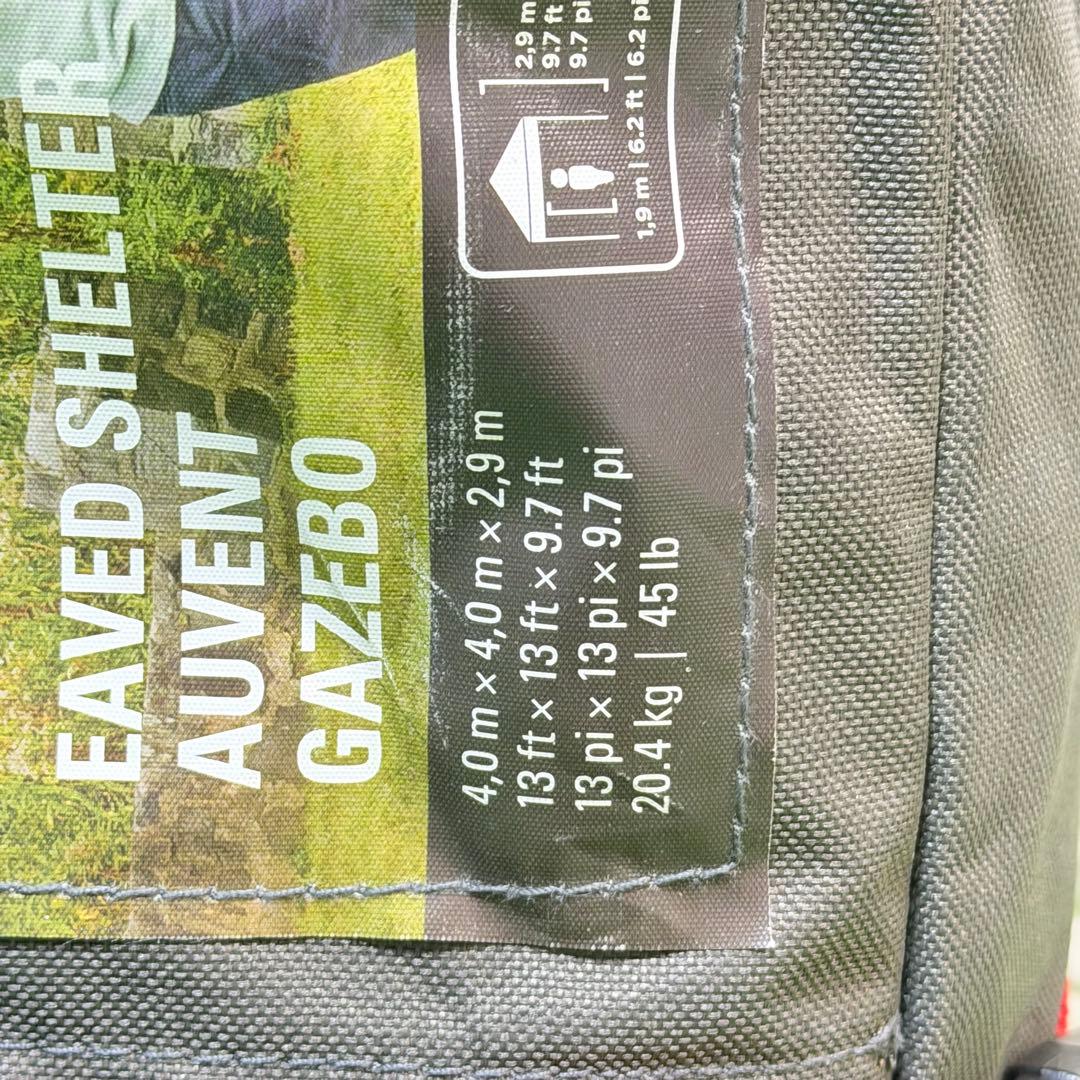 EAVED SHELTER
AUVENT
GAZEBO
4,0 m × 4,0 m × 2,9 m
13 ft × 13 ft × 9.7 ft
13 pi × 13 pi × 9.7 pi
20.4 kg | 45 lb
2,9 m
9.7 ft
9.7 pi
1,9 m | 6.2 ft | 6.2 pi